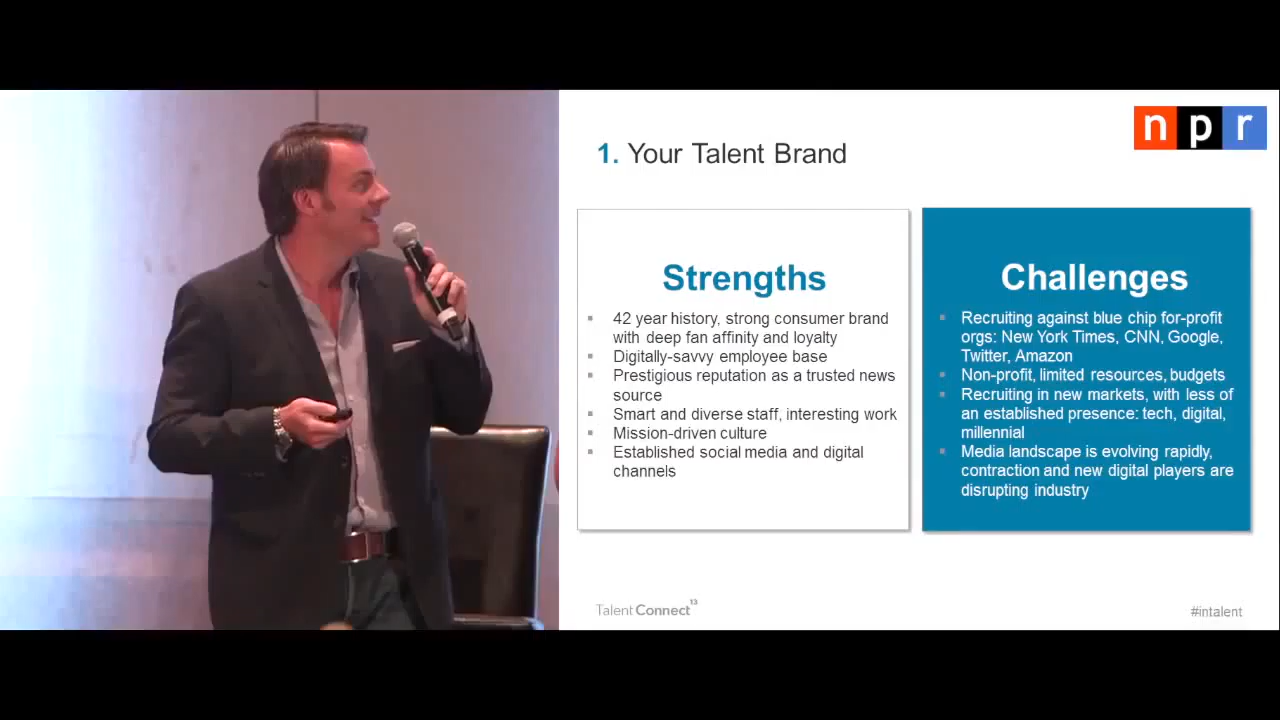 npr
1. Your Talent Brand
Strengths
▪ 42 year history, strong consumer brand
with deep fan affinity and loyalty
▪ Digitally-savvy employee base
▪ Prestigious reputation as a trusted news
source
▪ Smart and diverse staff, interesting work
▪ Mission-driven culture
▪ Established social media and digital
channels
Challenges
▪ Recruiting against blue chip for-profit
orgs: New York Times, CNN, Google,
Twitter, Amazon
▪ Non-profit, limited resources, budgets
▪ Recruiting in new markets, with less of
an established presence: tech, digital,
millennial
▪ Media landscape is evolving rapidly,
contraction and new digital players are
disrupting industry
Talent Connect13
#intalent